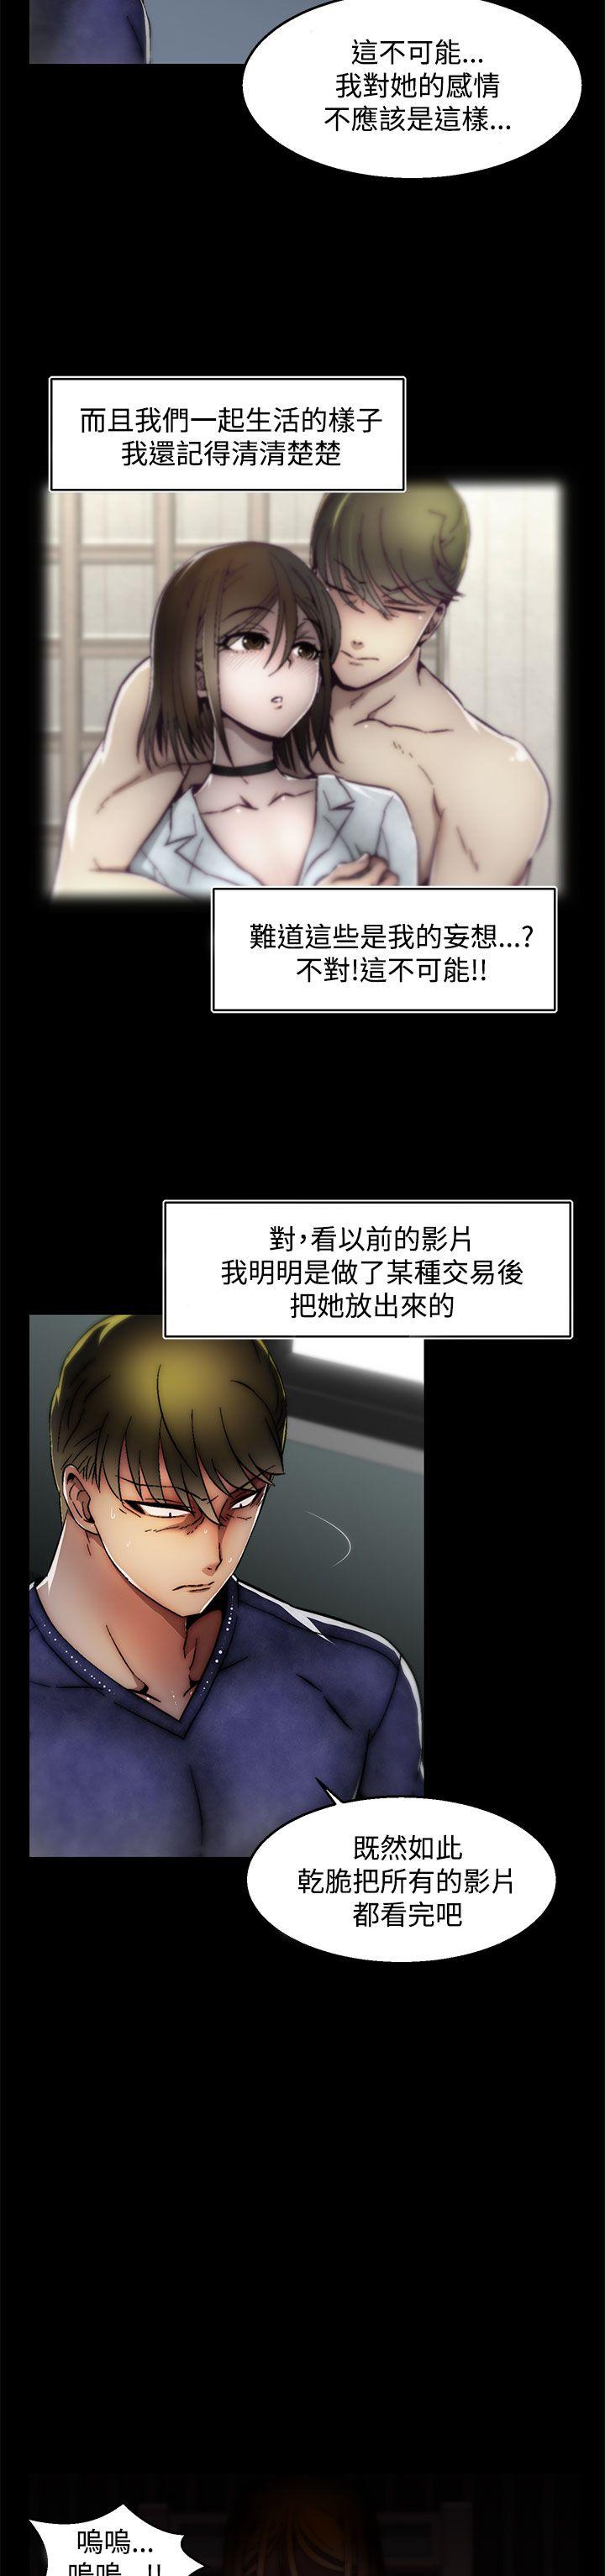 這不可能...
我對她的感情
不應該是這樣...
而且我們一起生活的樣子
我還記得清清楚楚
難道這些是我的妄想...?
不對!這不可能!!
對,看以前的影片
我明明是做了某種交易後
把她放出來的
既然如此
乾脆把所有的影片
都看完吧
嗚嗚...
嗚嗚...!!